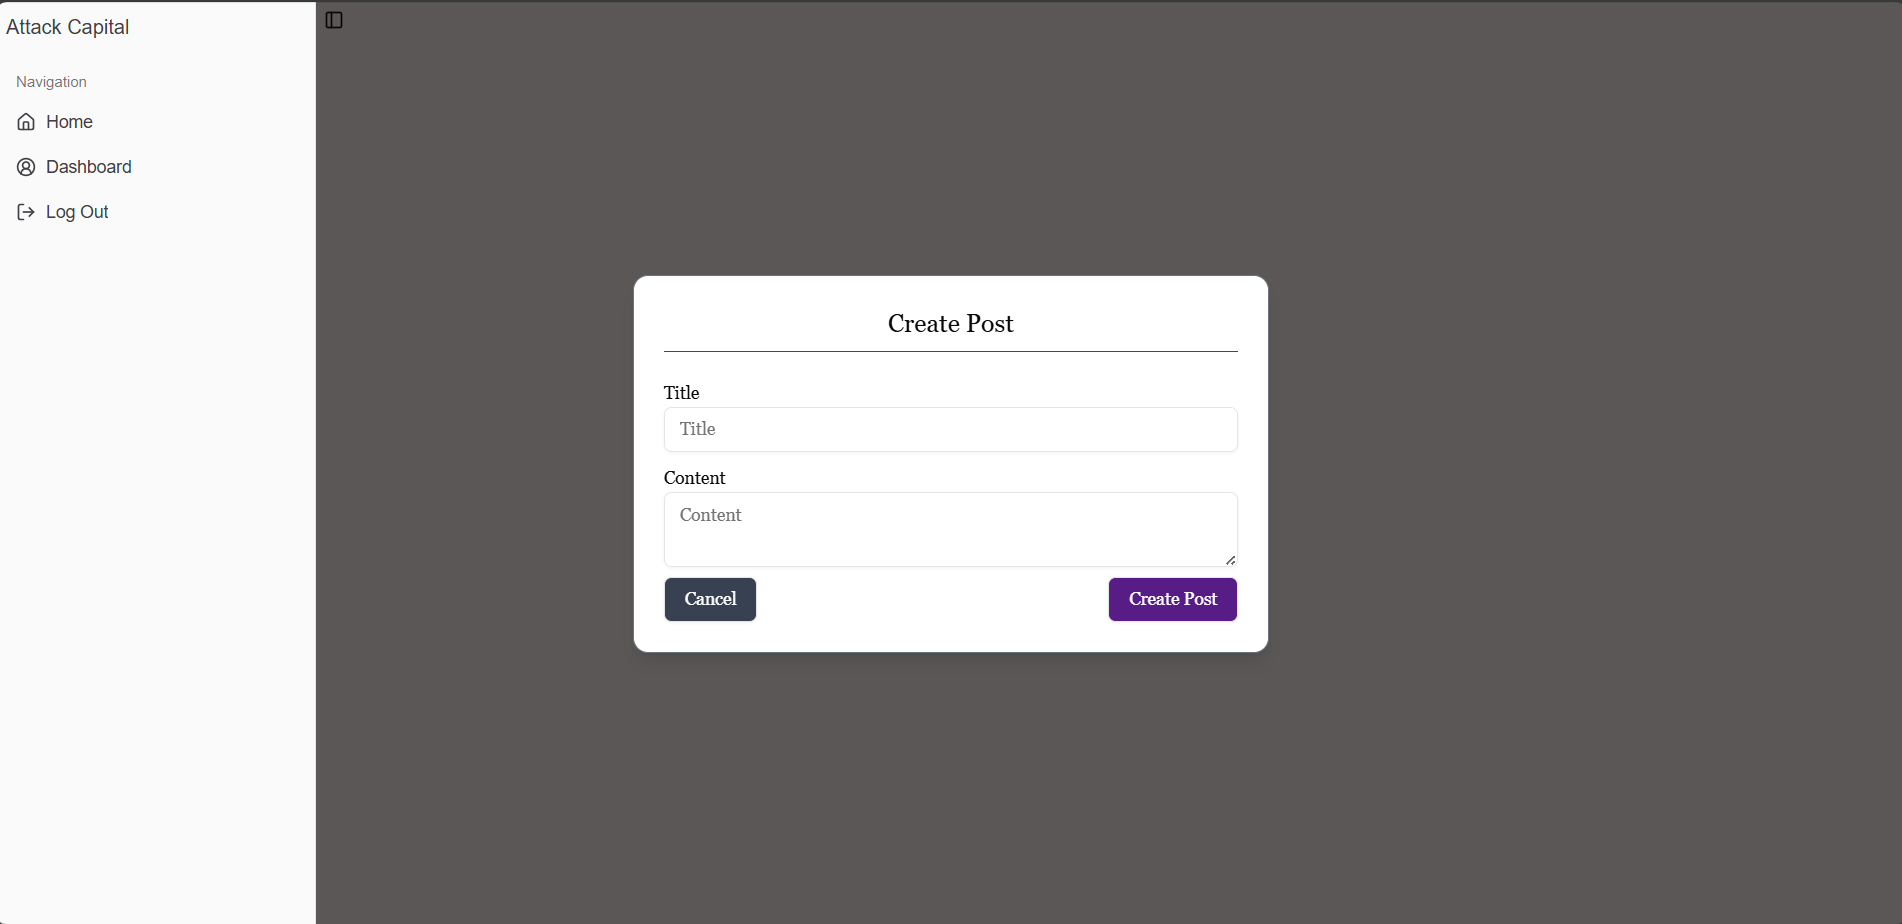 Attack Capital
Navigation
Home
Dashboard
Log Out
Create Post
Title
Title
Content
Content
Cancel
Create Post